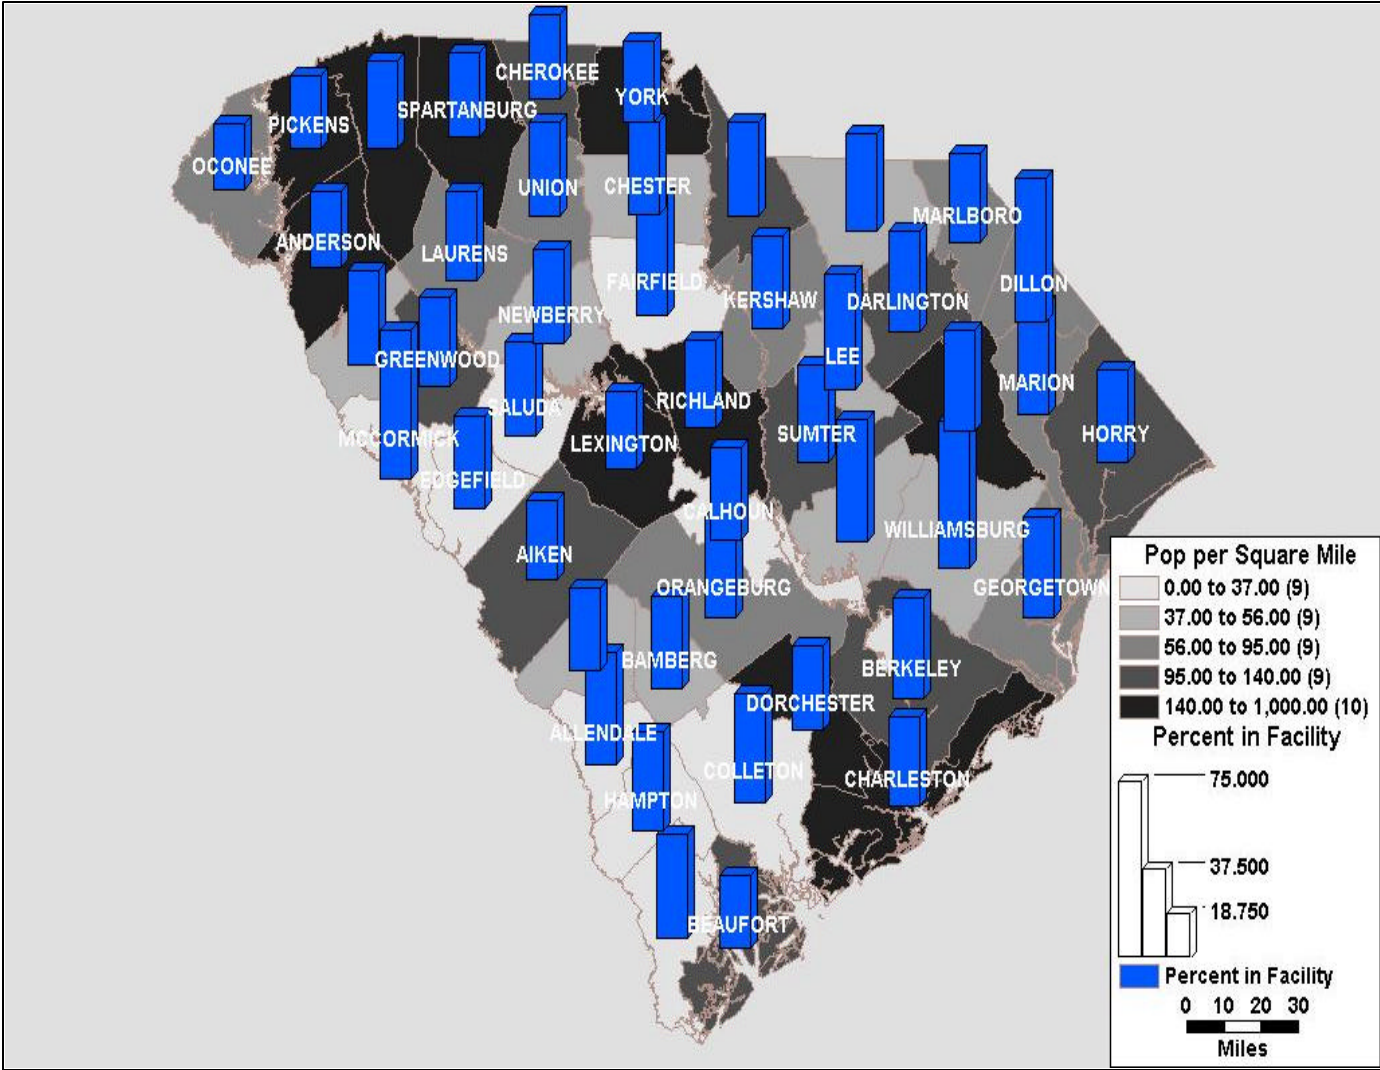 CHEROKEE
YORK
SPARTANBURG
PICKENS
OCONEE
UNION
CHESTER
MARLBORO
ANDERSON
LAURENS
FAIRFIELD
DILLON
KERSHAW
DARLINGTON
NEWBERRY
LEE
GREENWOOD
MARION
SALUDA
RICHLAND
MCCORMICK
LEXINGTON
SUMTER
HORRY
EDGEFIELD
CALHOUN
WILLIAMSBURG
AIKEN
ORANGEBURG
GEORGETOWN
BAMBERG
BERKELEY
DORCHESTER
ALLENDALE
COLLETON
CHARLESTON
HAMPTON
BEAUFORT
Pop per Square Mile
0.00 to 37.00 (9)
37.00 to 56.00 (9)
56.00 to 95.00 (9)
95.00 to 140.00 (9)
140.00 to 1,000.00 (10)
Percent in Facility
75.000
37.500
18.750
Percent in Facility
0 10 20 30
Miles